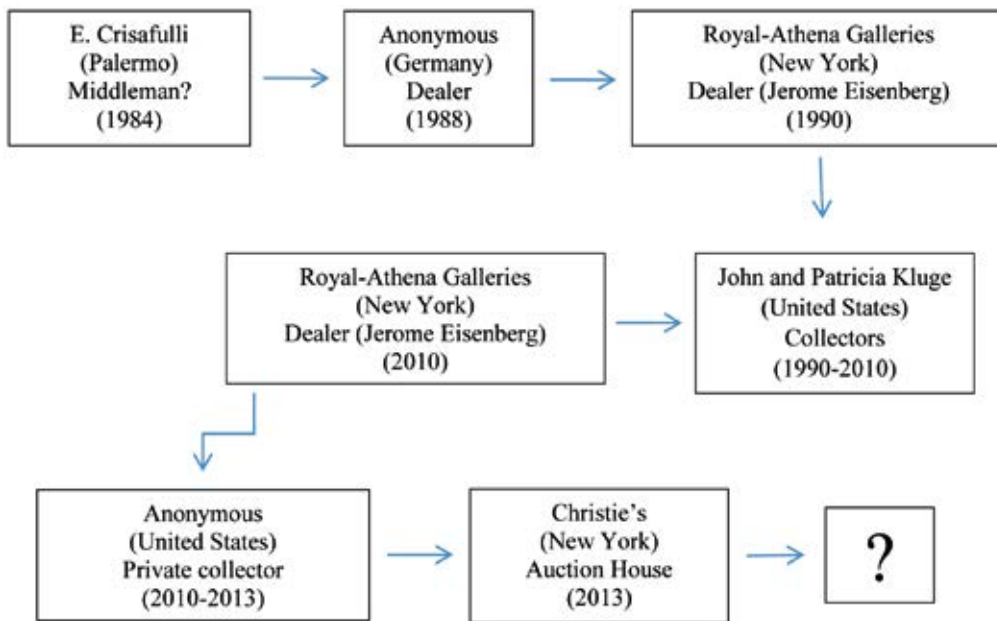 E. Crisafulli
(Palermo)
Middleman?
(1984)
Anonymous
(Germany)
Dealer
(1988)
Royal-Athena Galleries
(New York)
Dealer (Jerome Eisenberg)
(1990)
John and Patricia Kluge
(United States)
Collectors
(1990-2010)
Royal-Athena Galleries
(New York)
Dealer (Jerome Eisenberg)
(2010)
Anonymous
(United States)
Private collector
(2010-2013)
Christie's
(New York)
Auction House
(2013)
?